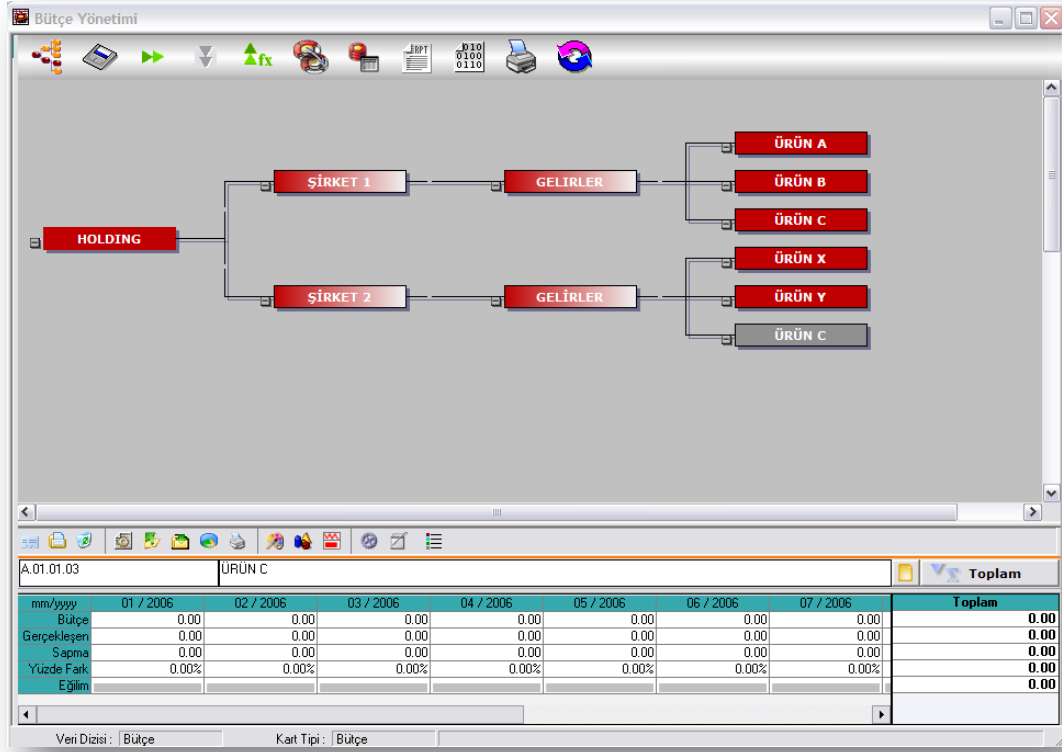 Bütçe Yönetimi
fx RPT 1010 0100 0110
ÜRÜN A
ŞİRKET 1 GELIRLER ÜRÜN B
ÜRÜN C
HOLDING
ÜRÜN X
ŞİRKET 2 GELİRLER ÜRÜN Y
ÜRÜN C
A.01.01.03 ÜRÜN C Toplam
mm/yyyy 01 / 2006 02 / 2006 03 / 2006 04 / 2006 05 / 2006 06 / 2006 07 / 2006 Toplam
Bütçe 0.00 0.00 0.00 0.00 0.00 0.00 0.00 0.00
Gerçekleşen 0.00 0.00 0.00 0.00 0.00 0.00 0.00 0.00
Sapma 0.00 0.00 0.00 0.00 0.00 0.00 0.00 0.00
Yüzde Fark 0.00% 0.00% 0.00% 0.00% 0.00% 0.00% 0.00% 0.00
Eğilim 0.00
Veri Dizisi : Bütçe Kart Tipi : Bütçe